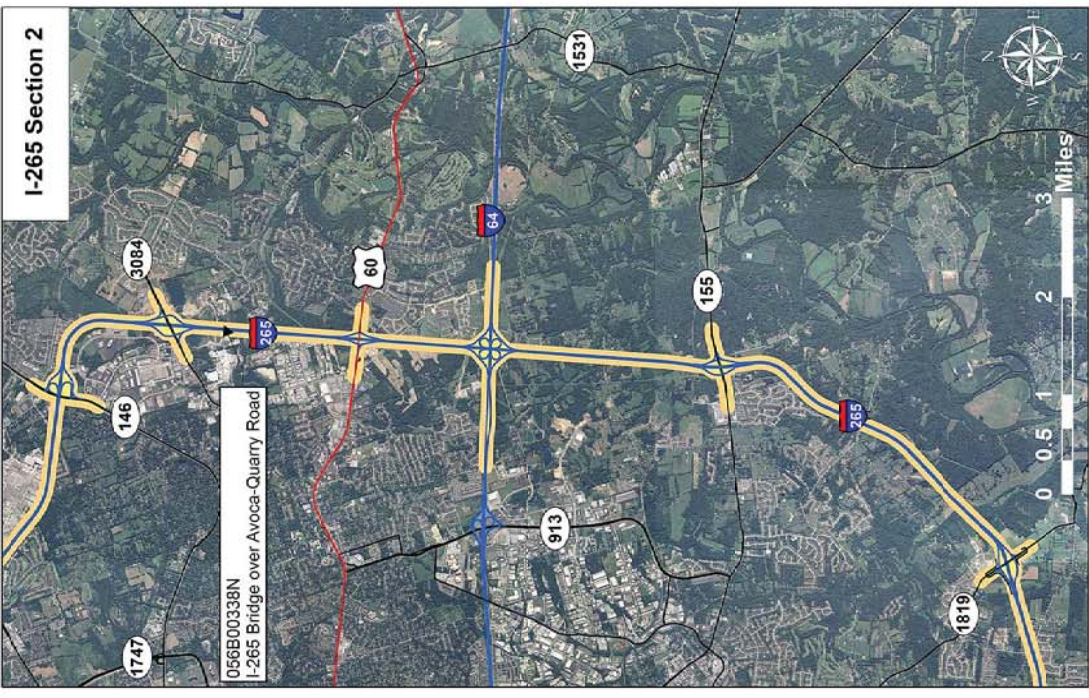 I-265 Section 2
1531
3084
60
64
265
155
146
056B00338N
I-265 Bridge over Avoca-Quarry Road
913
265
1747
1819
N
E
S
W
0 0.5 1 2 3
Miles